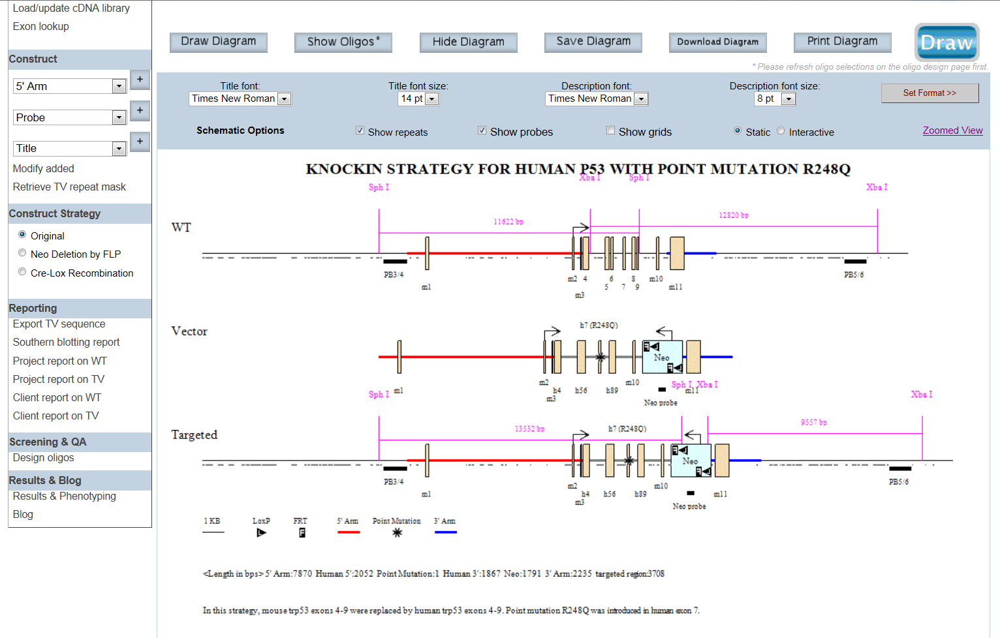 Load/update cDNA library
Exon lookup
Construct
5' Arm
+
Probe
+
Title
+
Modify added
Retrieve TV repeat mask
Construct Strategy
Original
Neo Deletion by FLP
Cre-Lox Recombination
Reporting
Export TV sequence
Southern blotting report
Project report on WT
Project report on TV
Client report on WT
Client report on TV
Screening & QA
Design oligos
Results & Blog
Results & Phenotyping
Blog
Draw Diagram Show Oligos* Hide Diagram Save Diagram Download Diagram Print Diagram Draw
* Please refresh oligo selections on the oligo design page first.
Title font: Title font size: Description font: Description font size:
Times New Roman 14 pt Times New Roman 8 pt Set Format >>
Schematic Options Show repeats Show probes Show grids Static Interactive Zoomed View
KNOCKIN STRATEGY FOR HUMAN P53 WITH POINT MUTATION R248Q
Xba I Sph I
Sph I Xba I
12820 bp
11622 bp
WT
PB3/4 m2 4 6 8 m10 PB5/6
m1 5 7 9 m11
m3
h7 (R248Q)
Vector
Neo
m2 m10
Sph I Xba I
m1 h4 h56 h89 m11
Sph I m3 Xba I
Neo probe
9557 bp
13532 bp h7 (R248Q)
Targeted
Neo
PB3/4 m2 m10 PB5/6
m1 h4 h56 h89 m11
m3
Neo probe
1 KB LoxP FRT 5' Arm Point Mutation 3' Arm
<Length in bps> 5' Arm:7870 Human 5':2052 Point Mutation:1 Human 3':1867 Neo:1791 3' Arm:2235 targeted region:3708
In this strategy, mouse trp53 exons 4-9 were replaced by human trp53 exons 4-9. Point mutation R248Q was introduced in human exon 7.